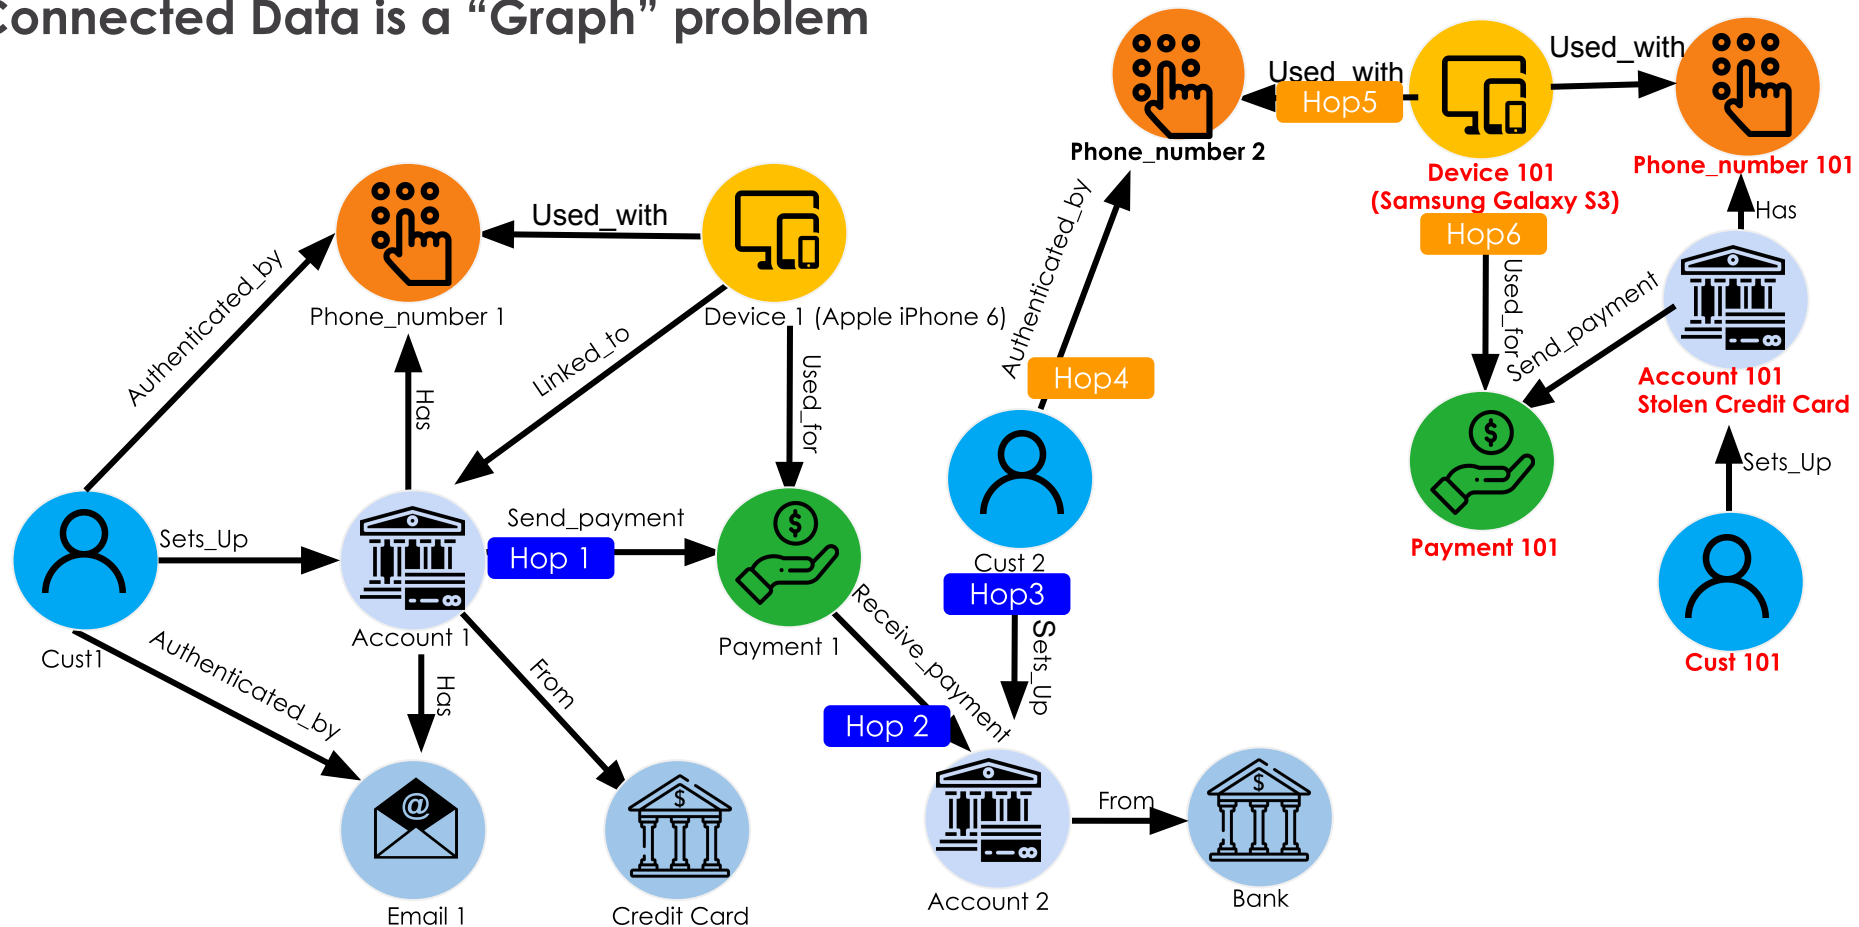 Connected Data is a “Graph” problem
Used_with
Used_with
Hop5
Phone_number 2
Device 101
(Samsung Galaxy S3)
Phone_number 101
Hop6
Has
Authenticated_by
Used_with
Authenticated_by
Phone_number 1
Device 1 (Apple iPhone 6)
Used_for
Send_payment
Linked_to
Used_for
Has
Hop4
Account 101
Stolen Credit Card
Sets_Up
Send_payment
Sets_Up
Hop 1
Payment 101
Cust 2
Hop3
Receive_payment
Sets_Up
Account 1
Payment 1
Cust1
Cust 101
Authenticated_by
Has
From
Hop 2
From
@
$
$
$
$
Email 1
Credit Card
Account 2
Bank